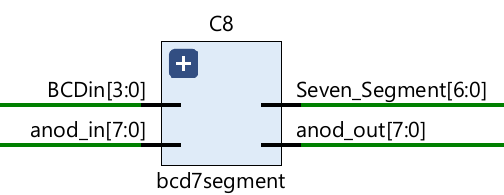 C8
BCDin[3:0]
Seven_Segment[6:0]
anod_in[7:0]
anod_out[7:0]
bcd7segment